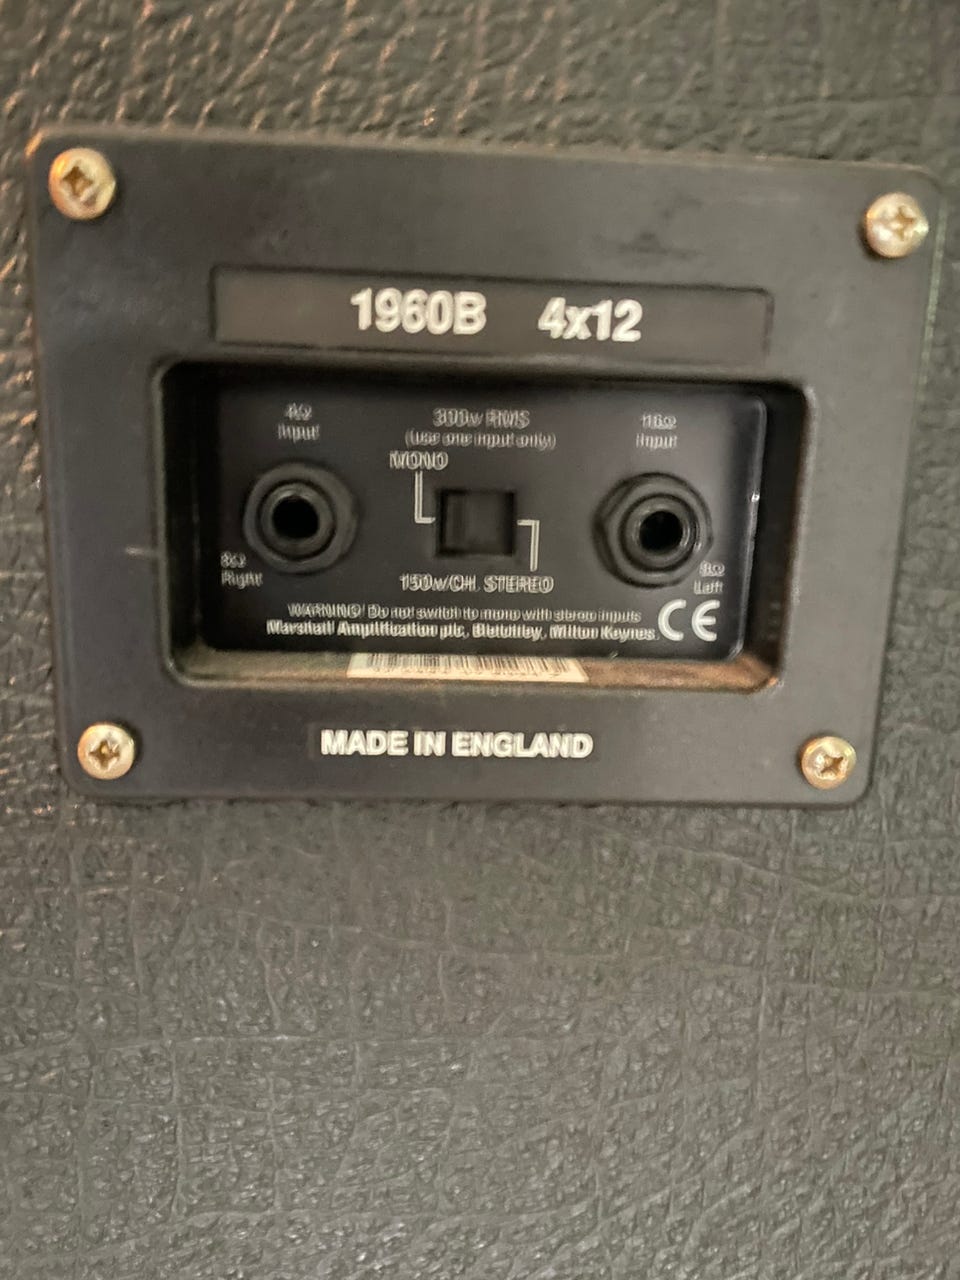 1960B 4x12
4Ω
Input
300w RMS
(use one input only)
16Ω
Input
MONO
8Ω
Right
150w/CH. STEREO
8Ω
Left
WARNING! Do not switch to mono with stereo inputs
Marshall Amplification plc, Bletchley, Milton Keynes.
CE
MADE IN ENGLAND